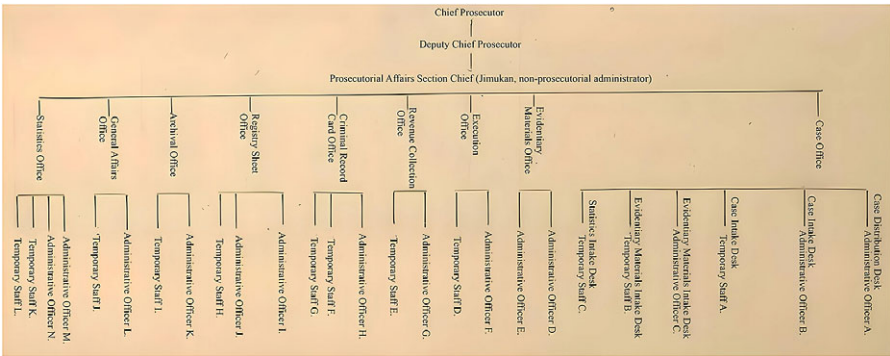 Chief Prosecutor
Deputy Chief Prosecutor
Prosecutorial Affairs Section Chief (Jimukan, non-prosecutorial administrator)
Statistics Office
General Affairs
Office
Archival Office
Registry Sheet
Office
Criminal Record
Card Office
Revenue Collection
Office
Execution
Office
Evidentiary
Materials Office
Case Office
Temporary Staff L.
Temporary Staff K.
Administrative Officer N.
Administrative Officer M.
Temporary Staff J.
Administrative Officer L.
Temporary Staff I.
Administrative Officer K.
Temporary Staff H.
Administrative Officer J.
Administrative Officer I.
Temporary Staff G.
Temporary Staff F.
Administrative Officer H.
Temporary Staff E.
Administrative Officer G.
Temporary Staff D.
Administrative Officer F.
Administrative Officer E.
Administrative Officer D.
Statistics Intake Desk
Temporary Staff C.
Evidentiary Materials Intake Desk
Temporary Staff B.
Evidentiary Materials Intake Desk
Administrative Officer C.
Case Intake Desk
Temporary Staff A.
Case Intake Desk
Administrative Officer B.
Case Distribution Desk
Administrative Officer A.